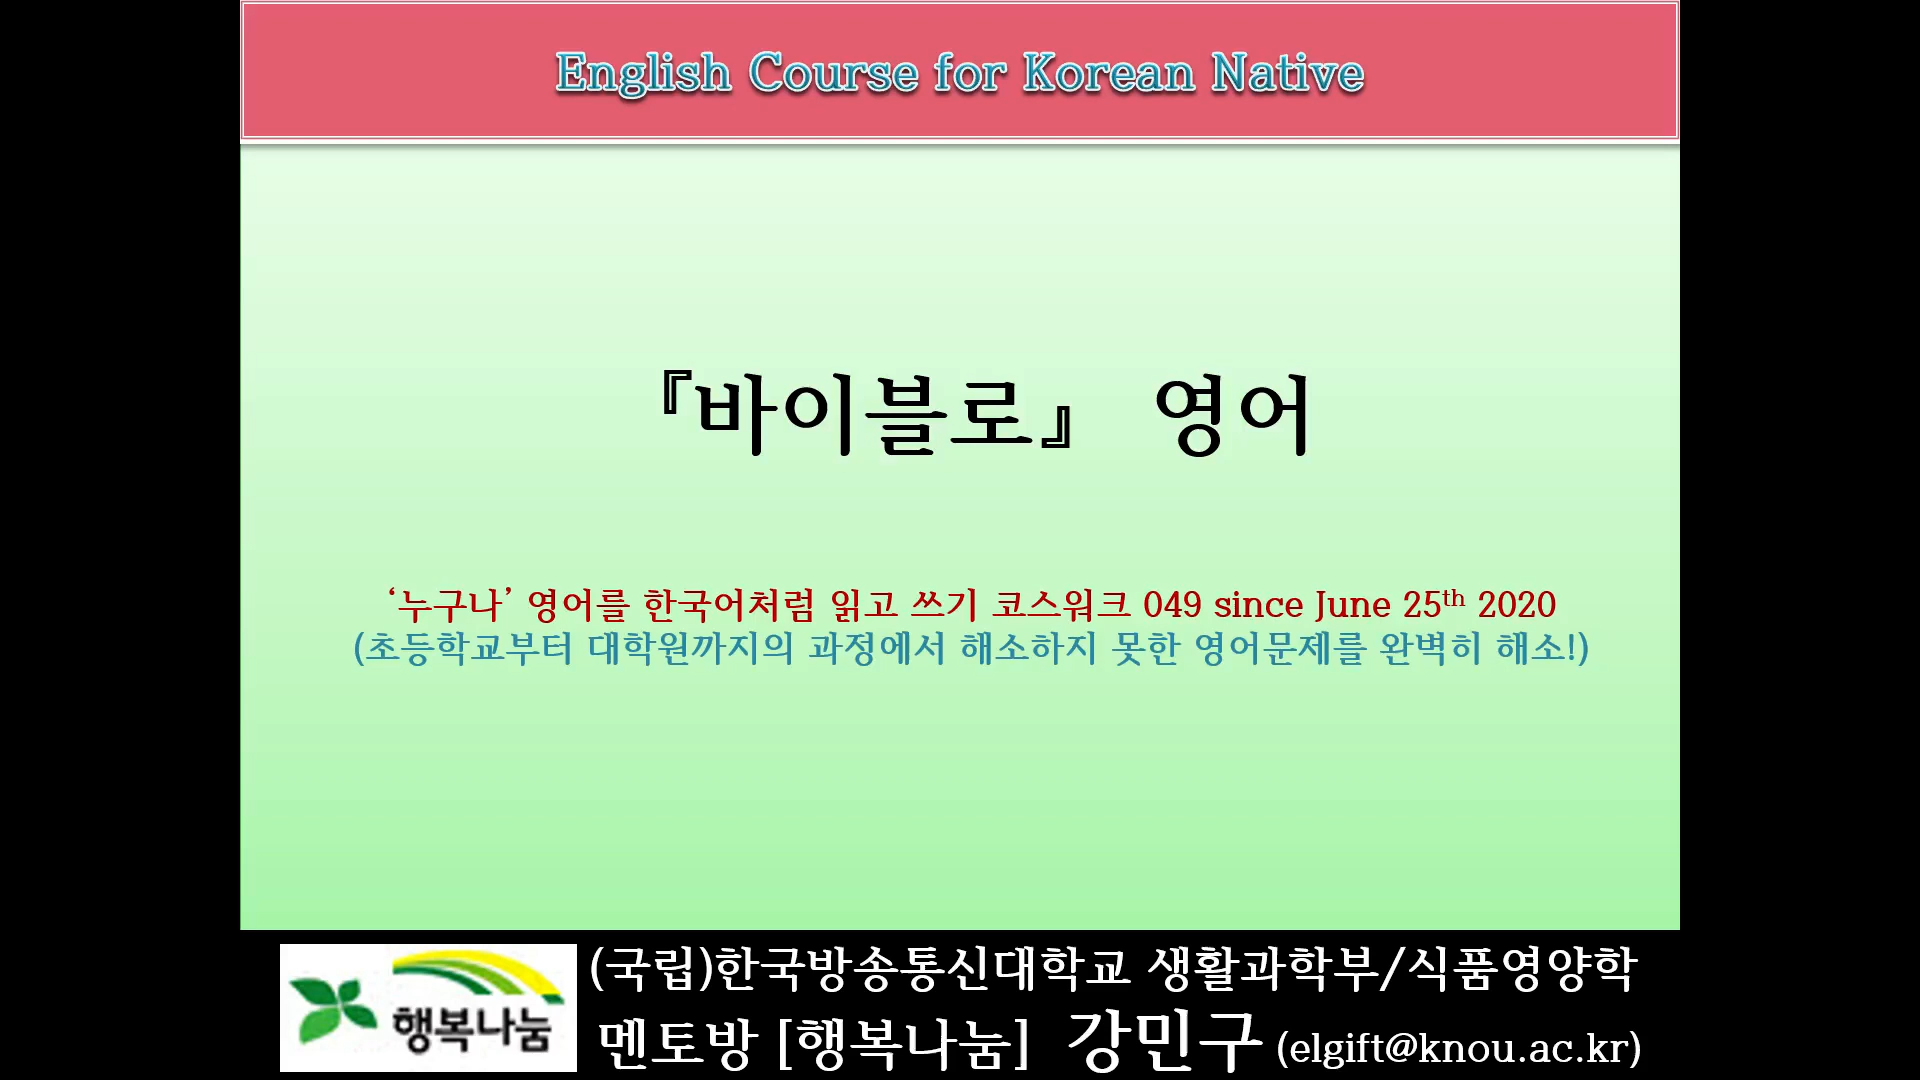 English Course for Korean Native
『바이블로』 영어
‘누구나’ 영어를 한국어처럼 읽고 쓰기 코스워크 049 since June 25th 2020
(초등학교부터 대학원까지의 과정에서 해소하지 못한 영어문제를 완벽히 해소!)
행복나눔
(국립)한국방송통신대학교 생활과학부/식품영양학
멘토방 [행복나눔] 강민구 (elgift@knou.ac.kr)